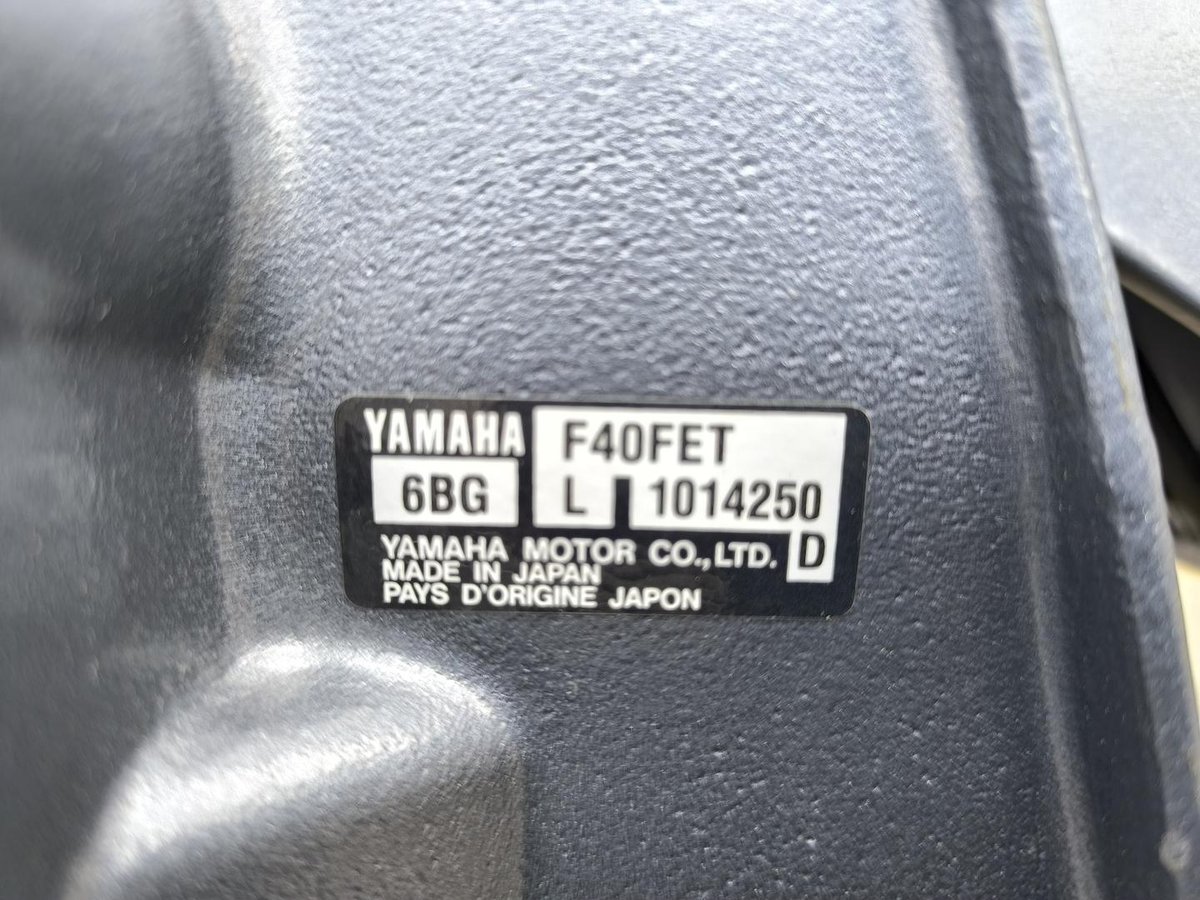 YAMAHA F40FET
6BG L 1014250
YAMAHA MOTOR CO.,LTD. D
MADE IN JAPAN
PAYS D'ORIGINE JAPON